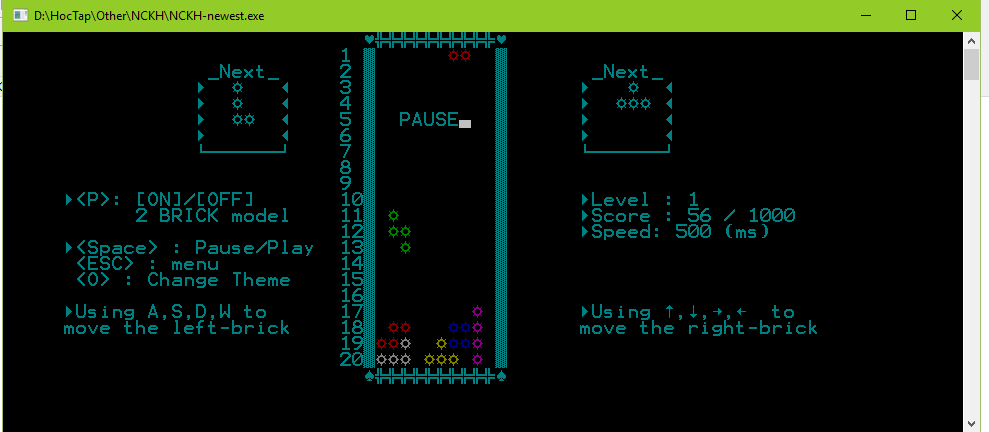 D:\HocTap\Other\NCKH\NCKH-newest.exe
_Next_
<P>: [ON]/[OFF]
2 BRICK model
<Space> : Pause/Play
<ESC> : menu
<O> : Change Theme
Using A,S,D,W to
move the left-brick
1
2
3
4
5
6
7
8
9
10
11
12
13
14
15
16
17
18
19
20
PAUSE
_Next_
Level : 1
Score : 56 / 1000
Speed: 500 (ms)
Using ↑,↓,→,← to
move the right-brick